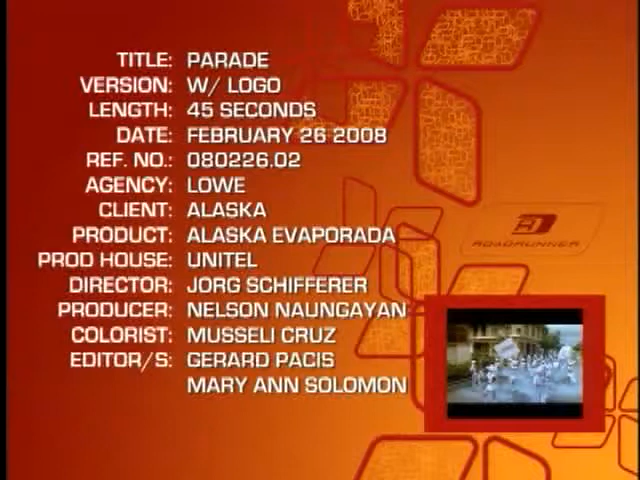 TITLE: PARADE
VERSION: W/ LOGO
LENGTH: 45 SECONDS
DATE: FEBRUARY 26 2008
REF. NO.: 080226.02
AGENCY: LOWE
CLIENT: ALASKA
PRODUCT: ALASKA EVAPORADA
PROD HOUSE: UNITEL
DIRECTOR: JORG SCHIFFERER
PRODUCER: NELSON NAUNGAYAN
COLORIST: MUSSELI CRUZ
EDITOR/S: GERARD PACIS
MARY ANN SOLOMON
ROADRUNNER